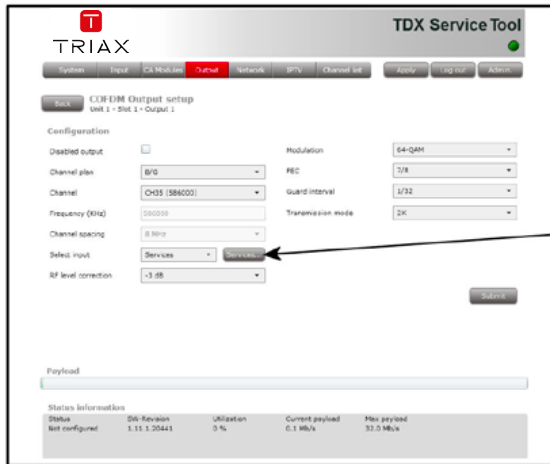 TRIAX
TDX Service Tool
System Input CA Modules Output Network IPTV Channel list Apply Log out Admin.
Back COFDM Output setup
Unit 1 - Slot 1 - Output 1
Configuration
Disabled output Modulation 64-QAM
Channel plan B/G FEC 7/8
Channel CH35 (586000) Guard interval 1/32
Frequency (KHz) 586000 Transmission mode 2K
Channel spacing 8 MHz
Select input Services Services...
RF level correction -3 dB
Submit
Payload
Status information
Status SW-Revision Utilization Current payload Max payload
Not configured 1.11.1.20441 0 % 0.1 Mb/s 32.0 Mb/s